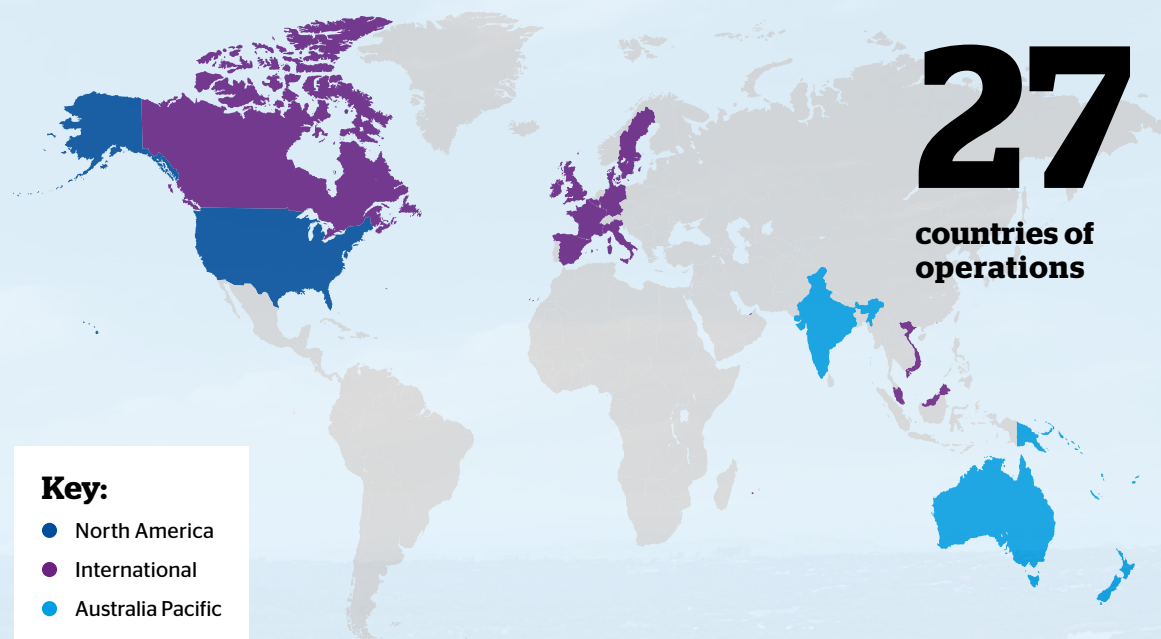 27
countries of
operations
Key:
North America
International
Australia Pacific